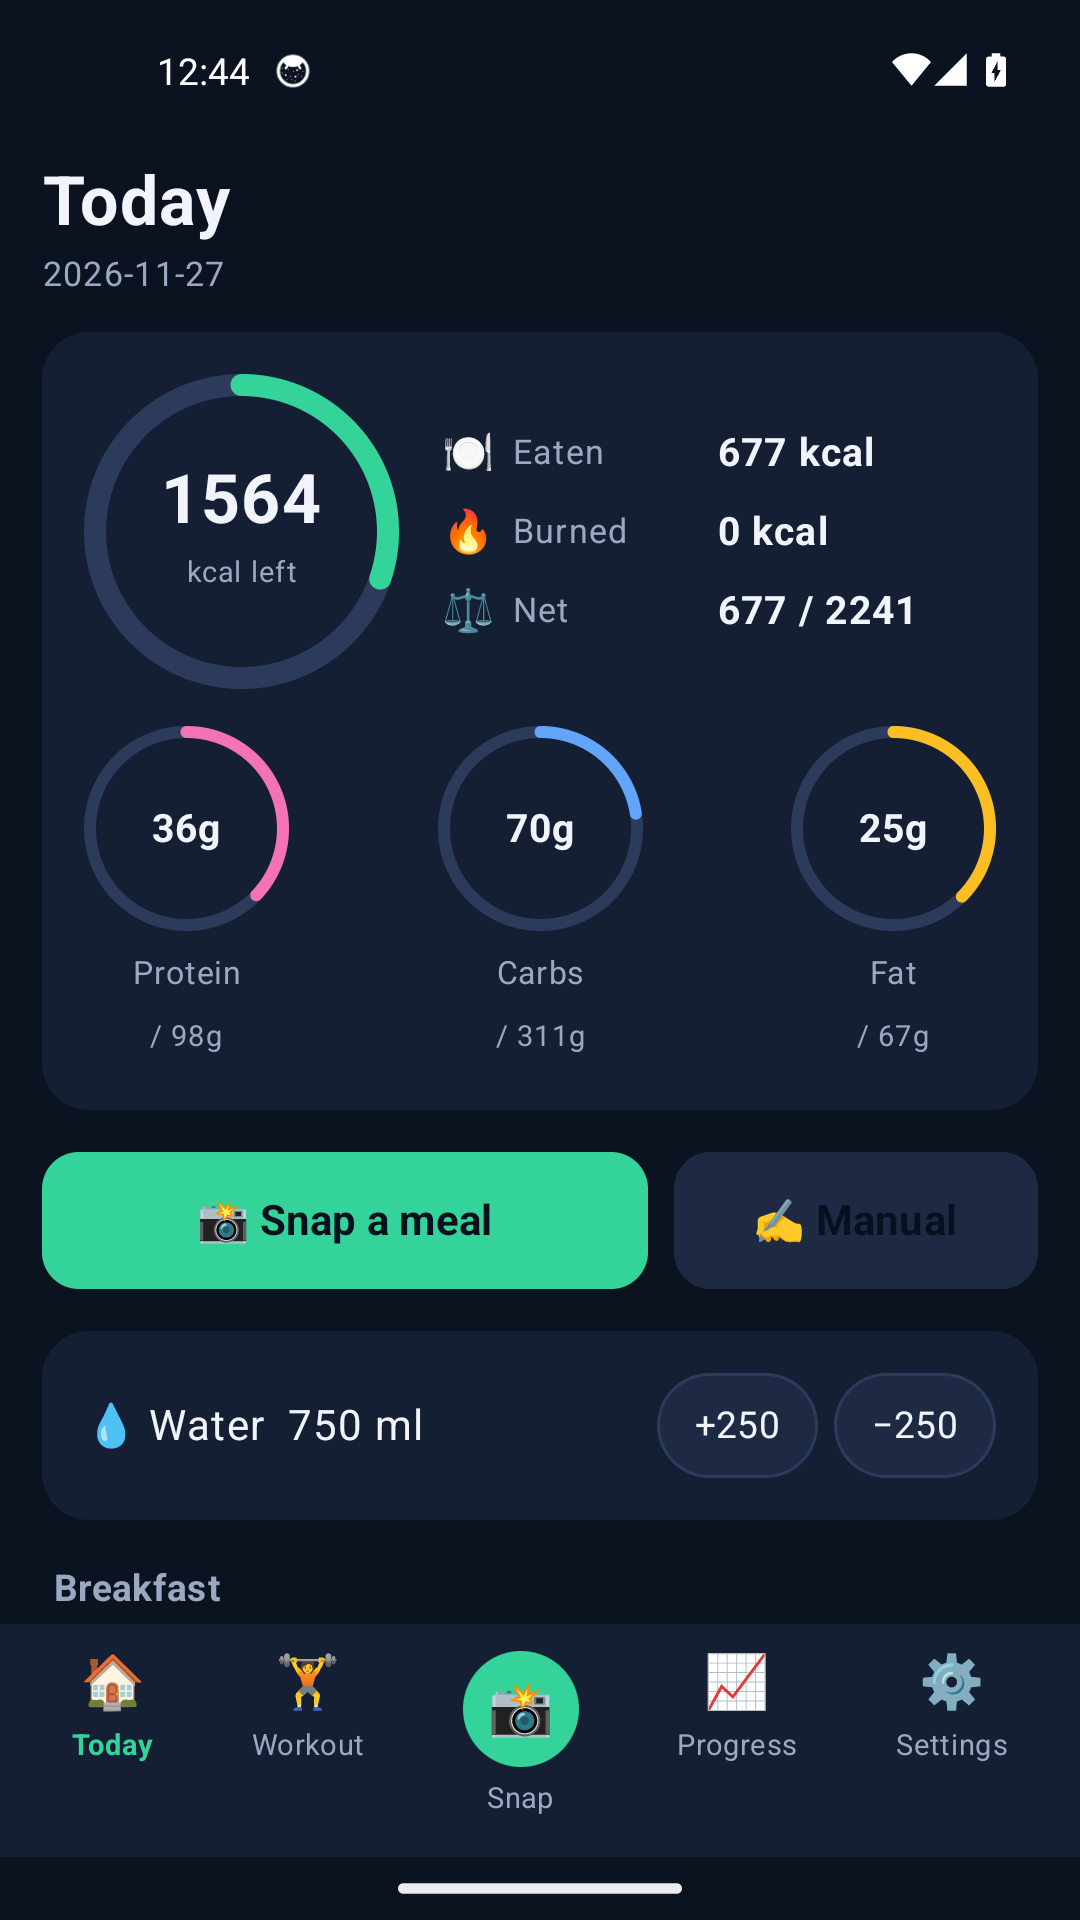 12:44
Today
2026-11-27
1564
kcal left
🍽️ Eaten 677 kcal
🔥 Burned 0 kcal
⚖️ Net 677 / 2241
36g 70g 25g
Protein Carbs Fat
/ 98g / 311g / 67g
📸 Snap a meal ✍️ Manual
💧 Water 750 ml +250 −250
Breakfast
Today Workout Snap Progress Settings